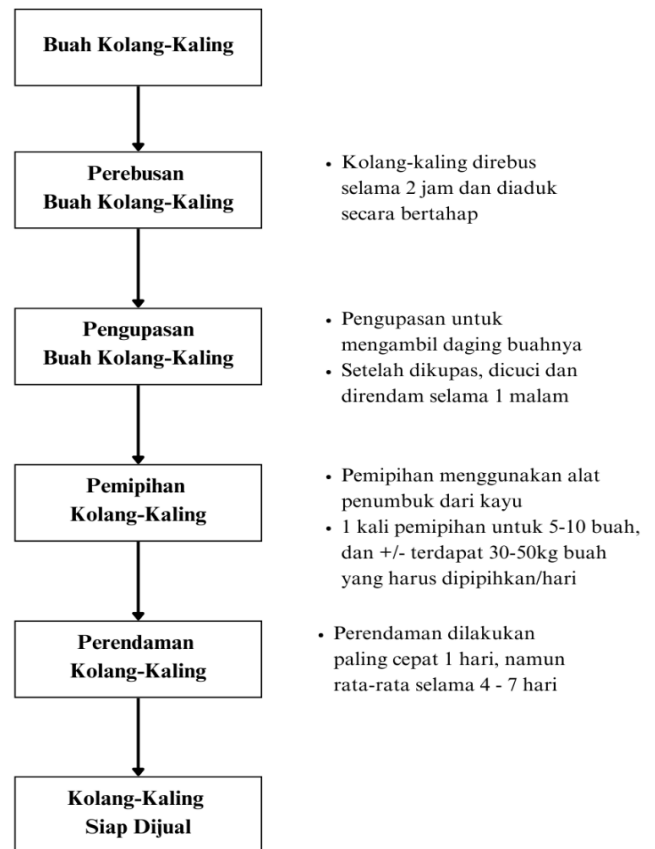 Buah Kolang-Kaling
Perebusan
Buah Kolang-Kaling
• Kolang-kaling direbus
selama 2 jam dan diaduk
secara bertahap
Pengupasan
Buah Kolang-Kaling
• Pengupasan untuk
mengambil daging buahnya
• Setelah dikupas, dicuci dan
direndam selama 1 malam
Pemipihan
Kolang-Kaling
• Pemipihan menggunakan alat
penumbuk dari kayu
• 1 kali pemipihan untuk 5-10 buah,
dan +/- terdapat 30-50kg buah
yang harus dipipihkan/hari
Perendaman
Kolang-Kaling
• Perendaman dilakukan
paling cepat 1 hari, namun
rata-rata selama 4 - 7 hari
Kolang-Kaling
Siap Dijual